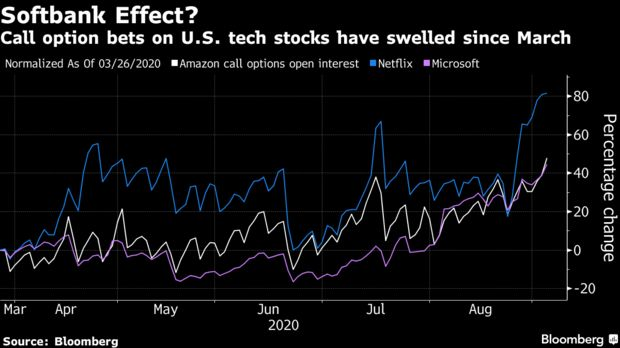 Softbank Effect?
Call option bets on U.S. tech stocks have swelled since March
Normalized As Of 03/26/2020 Amazon call options open interest Netflix Microsoft
80
60
40
20
0
-20
Percentage change
Mar Apr May Jun Jul Aug
2020
Source: Bloomberg
Bloomberg